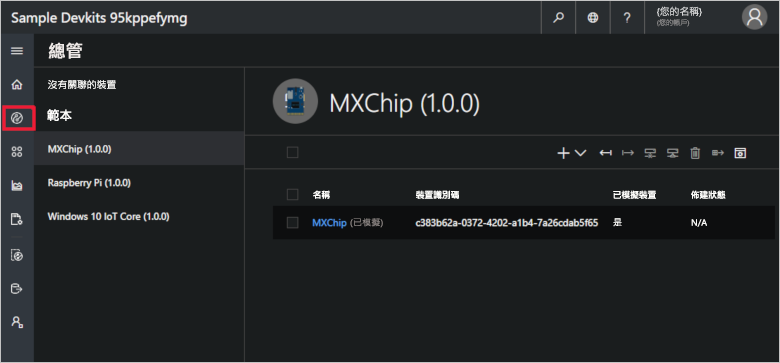 Sample Devkits 95kppefymg
?
{您的名稱}
{您的帳戶}
總管
沒有關聯的裝置
範本
MXChip (1.0.0)
Raspberry Pi (1.0.0)
Windows 10 IoT Core (1.0.0)
MXChip (1.0.0)
名稱 裝置識別碼 已模擬裝置 佈建狀態
MXChip (已模擬) c383b62a-0372-4202-a1b4-7a26cdab5f65 是 N/A